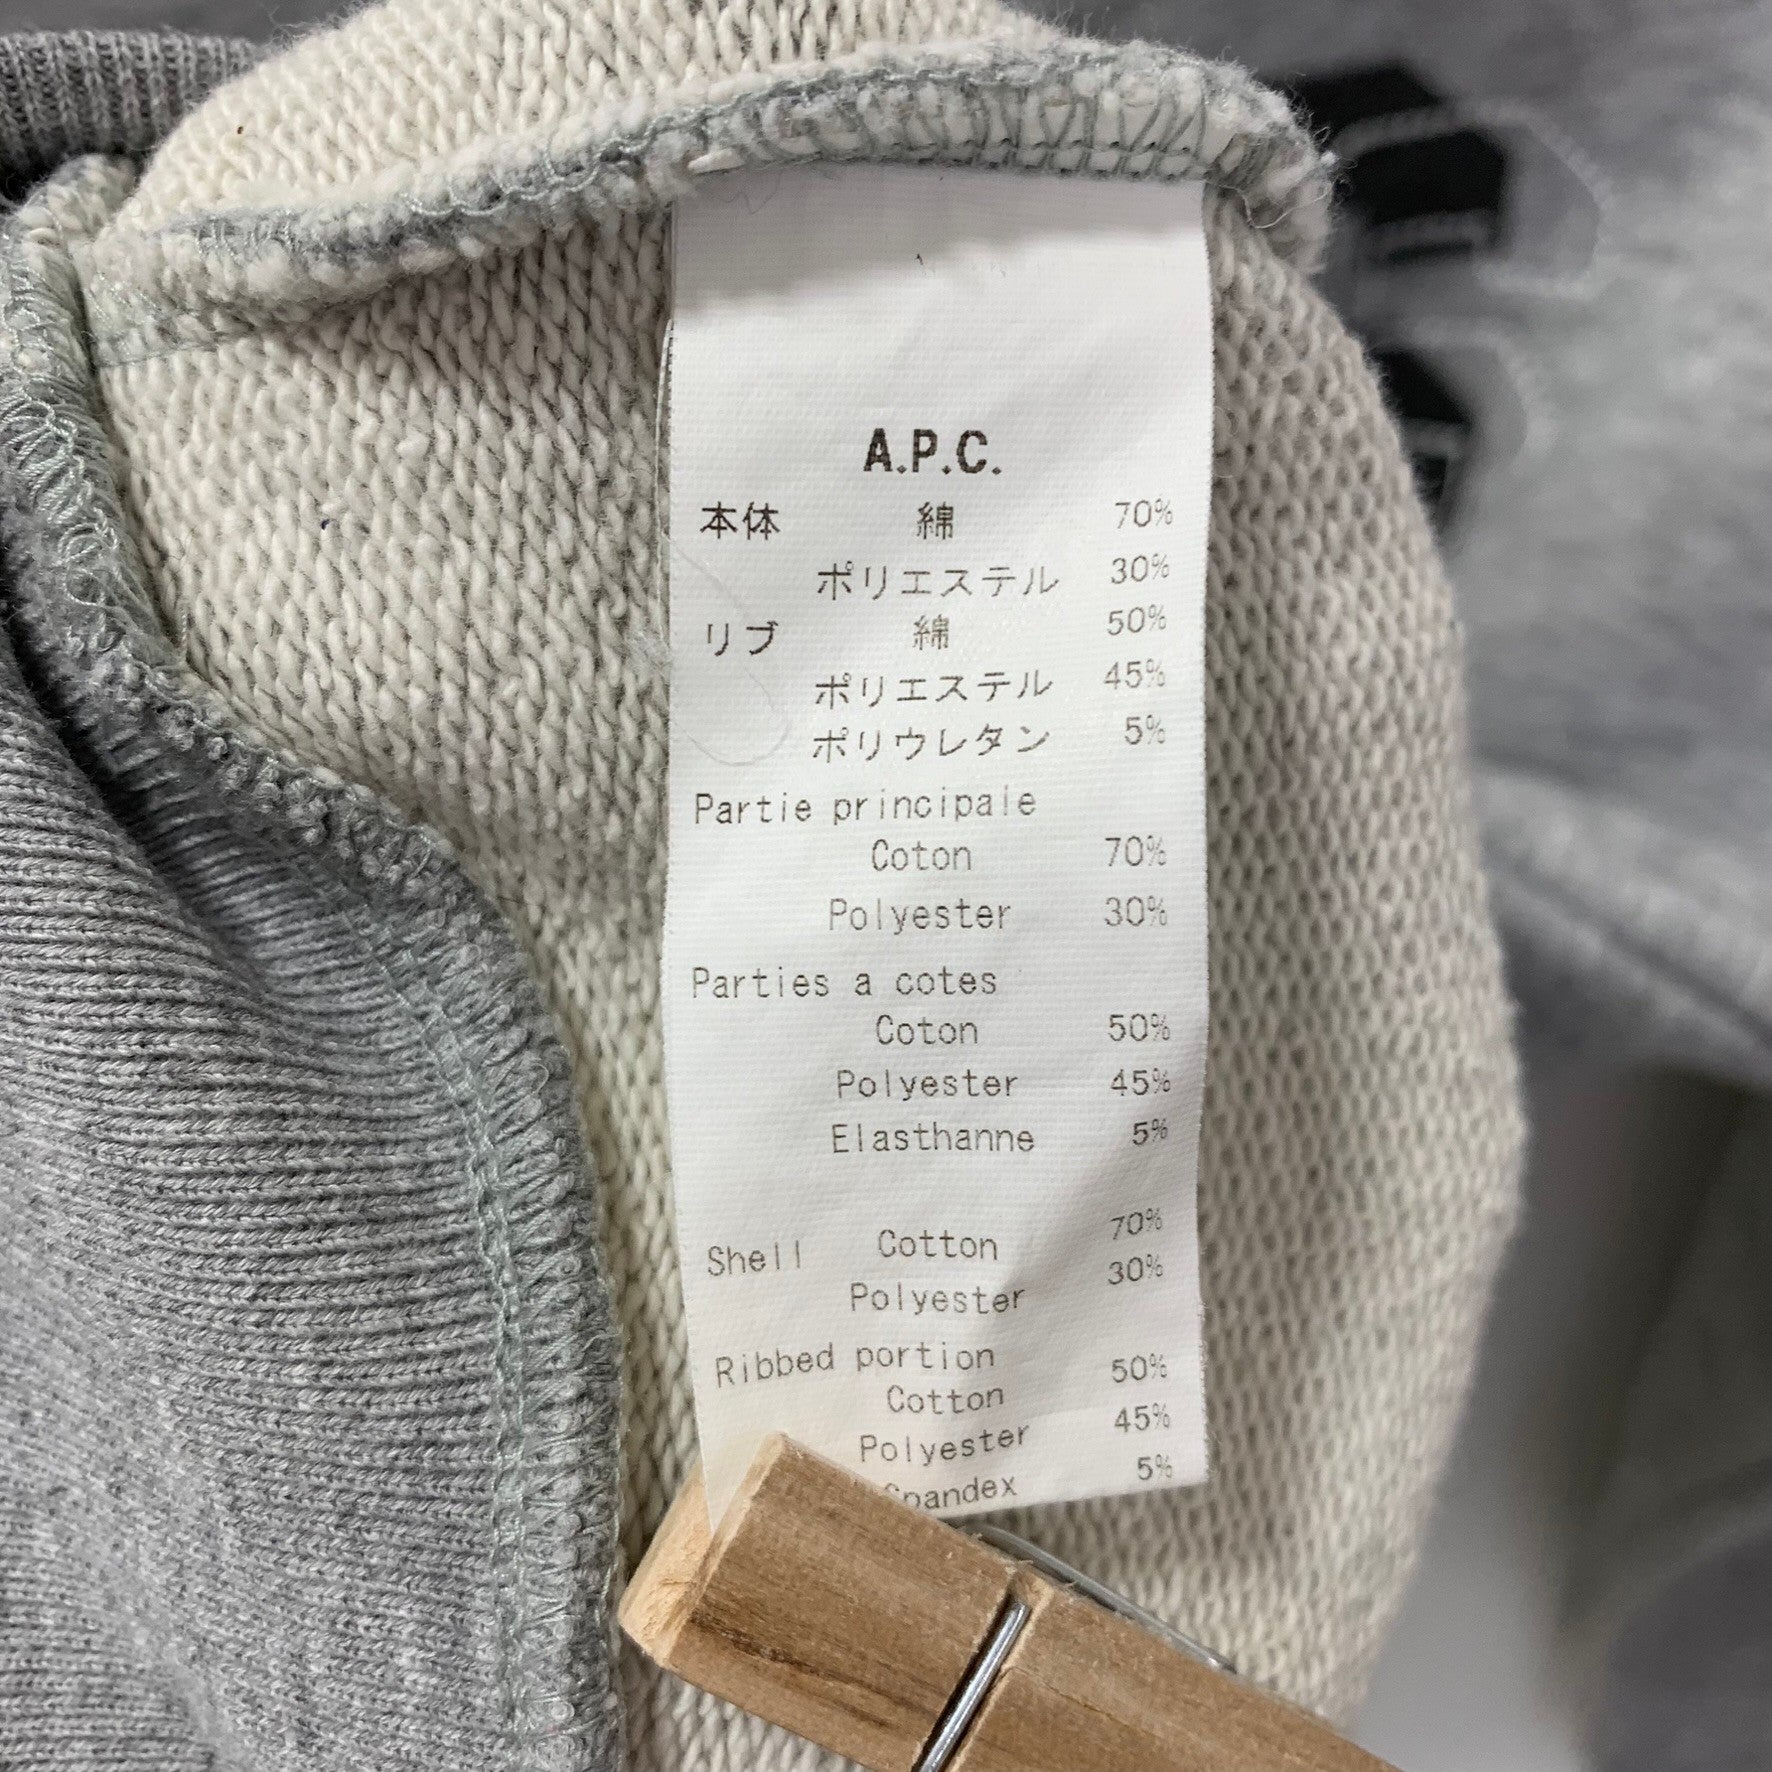 A.P.C.
本体 綿 70%
ポリエステル 30%
リブ 綿 50%
ポリエステル 45%
ポリウレタン 5%
Partie principale
Coton 70%
Polyester 30%
Parties a cotes
Coton 50%
Polyester 45%
Elasthanne 5%
Shell Cotton 70%
Polyester 30%
Ribbed portion
Cotton 50%
Polyester 45%
Spandex 5%